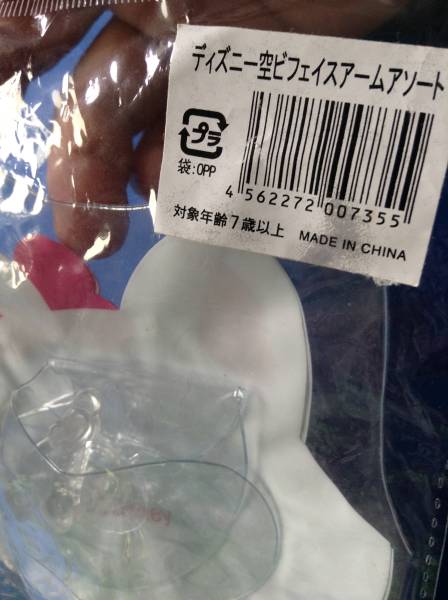 ディズニー空ビフェイスアームアソート
プラ
袋:OPP
4 562272 007355
対象年齢7歳以上 MADE IN CHINA